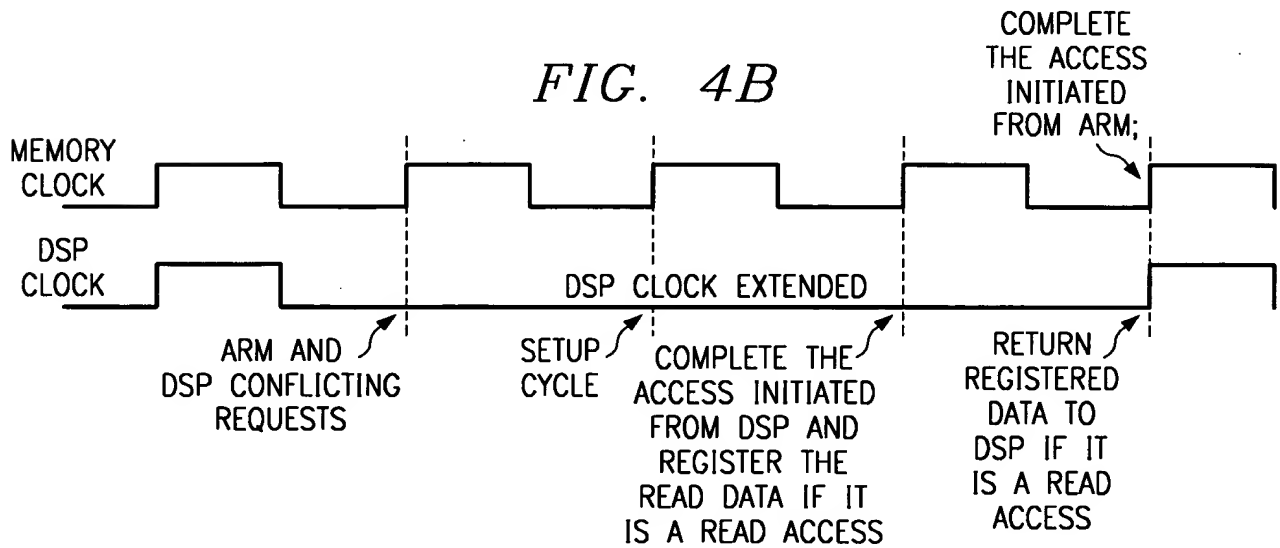 FIG. 4B
COMPLETE
THE ACCESS
INITIATED
FROM ARM;
MEMORY
CLOCK
DSP
CLOCK
DSP CLOCK EXTENDED
ARM AND
DSP CONFLICTING
REQUESTS
SETUP
CYCLE
COMPLETE THE
ACCESS INITIATED
FROM DSP AND
REGISTER THE
READ DATA IF IT
IS A READ ACCESS
RETURN
REGISTERED
DATA TO
DSP IF IT
IS A READ
ACCESS